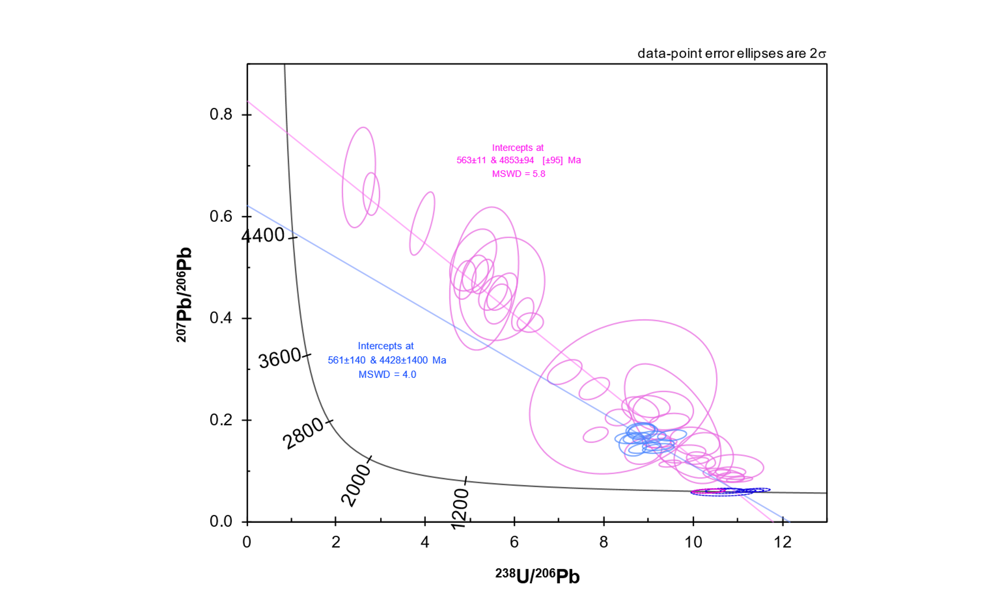 data-point error ellipses are 2σ
0.8
Intercepts at
563±11 & 4853±94 [±95] Ma
MSWD = 5.8
0.6
4400
²⁰⁷Pb/²⁰⁶Pb
0.4
Intercepts at
3600
561±140 & 4428±1400 Ma
MSWD = 4.0
0.2
2800
2000
1200
0.0
0 2 4 6 8 10 12
²³⁸U/²⁰⁶Pb